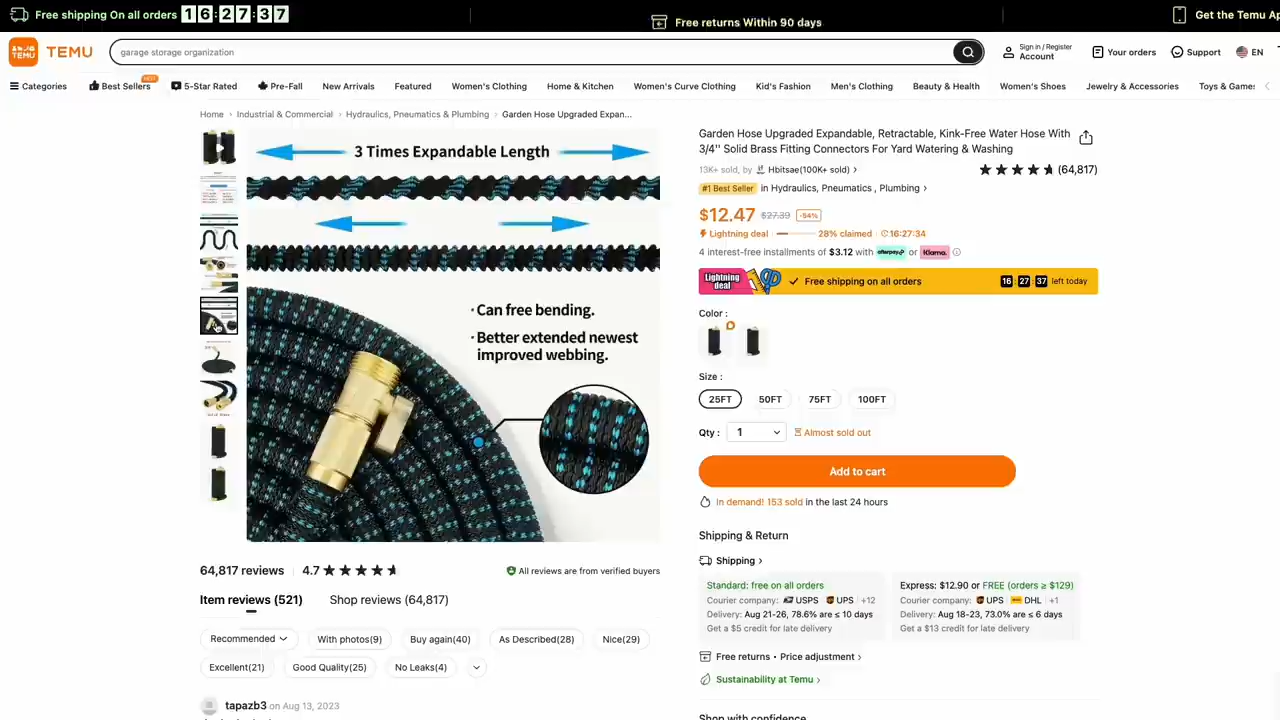 Free shipping On all orders 16:27:37
Free returns Within 90 days
Get the Temu Ap
TEMU
TEMU
garage storage organization
Sign in / Register
Account
Your orders
Support
EN
Categories
Best Sellers
HOT
5-Star Rated
Pre-Fall
New Arrivals
Featured
Women's Clothing
Home & Kitchen
Women's Curve Clothing
Kid's Fashion
Men's Clothing
Beauty & Health
Women's Shoes
Jewelry & Accessories
Toys & Games
Home › Industrial & Commercial › Hydraulics, Pneumatics & Plumbing › Garden Hose Upgraded Expan...
3 Times Expandable Length
· Can free bending.
· Better extended newest
improved webbing.
Garden Hose Upgraded Expandable, Retractable, Kink-Free Water Hose With
3/4'' Solid Brass Fitting Connectors For Yard Watering & Washing
13K+ sold, by Hbitsae(100K+ sold) ›
(64,817)
#1 Best Seller in Hydraulics, Pneumatics , Plumbing ›
$12.47 $27.39 -54%
Lightning deal 28% claimed 16:27:34
4 interest-free installments of $3.12 with afterpay or Klarna.
Lightning
deal
Free shipping on all orders
16 : 27 : 37 left today
Color :
Size :
25FT
50FT
75FT
100FT
Qty : 1 Almost sold out
Add to cart
In demand! 153 sold in the last 24 hours
Shipping & Return
Shipping ›
Standard: free on all orders
Courier company: USPS UPS +12
Delivery: Aug 21-26, 78.6% are ≤ 10 days
Get a $5 credit for late delivery
Express: $12.90 or FREE (orders ≥ $129)
Courier company: UPS DHL +1
Delivery: Aug 18-23, 73.0% are ≤ 6 days
Get a $13 credit for late delivery
Free returns • Price adjustment ›
Sustainability at Temu ›
Shop with confidence
64,817 reviews 4.7
All reviews are from verified buyers
Item reviews (521)
Shop reviews (64,817)
Recommended
With photos(9)
Buy again(40)
As Described(28)
Nice(29)
Excellent(21)
Good Quality(25)
No Leaks(4)
tapazb3 on Aug 13, 2023